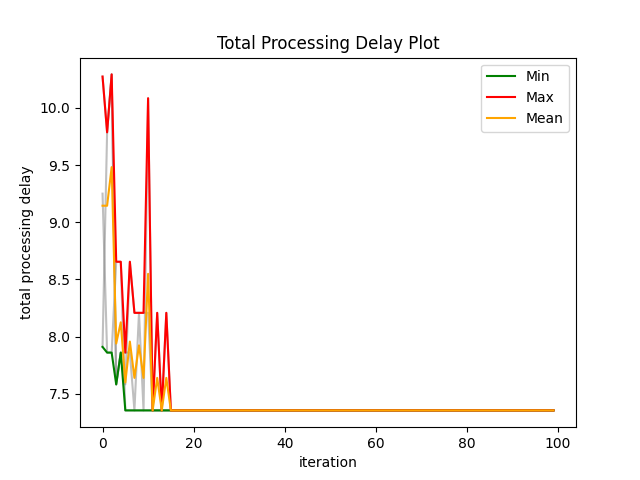 Total Processing Delay Plot
Min
Max
Mean
total processing delay
10.0
9.5
9.0
8.5
8.0
7.5
0 20 40 60 80 100
iteration